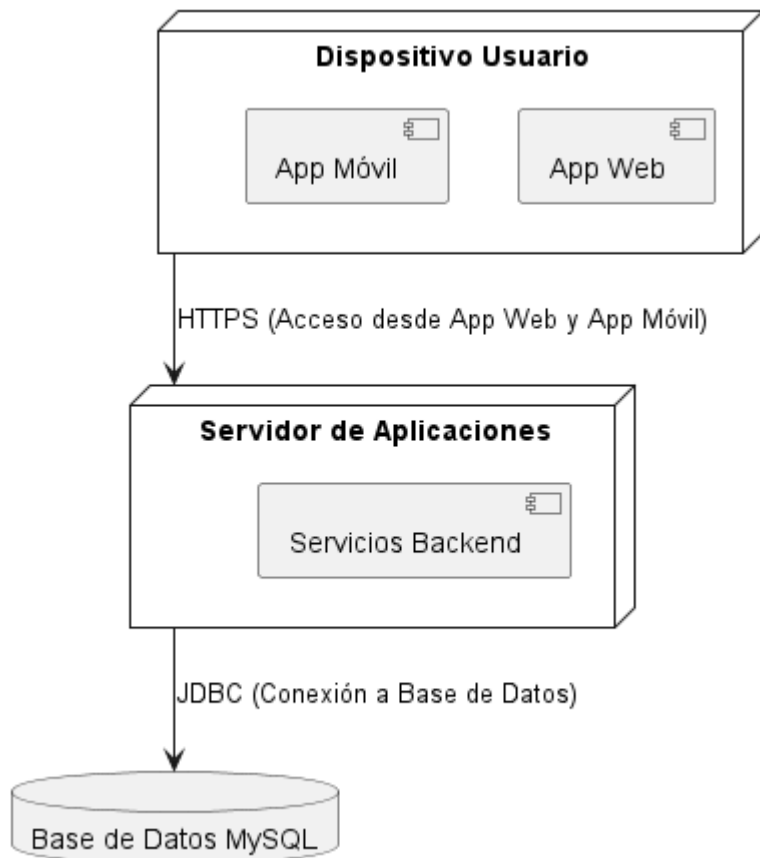 Dispositivo Usuario
App Móvil
App Web
HTTPS (Acceso desde App Web y App Móvil)
Servidor de Aplicaciones
Servicios Backend
JDBC (Conexión a Base de Datos)
Base de Datos MySQL